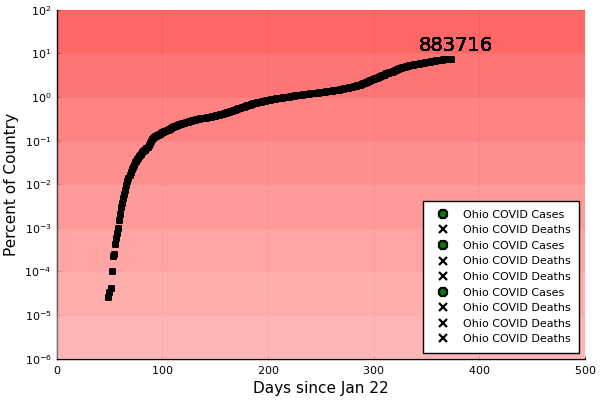 10²
883716
10¹
10⁰
10⁻¹
10⁻²
10⁻³
10⁻⁴
10⁻⁵
10⁻⁶
Percent of Country
Ohio COVID Cases
Ohio COVID Deaths
Ohio COVID Cases
Ohio COVID Deaths
Ohio COVID Deaths
Ohio COVID Cases
Ohio COVID Deaths
Ohio COVID Deaths
Ohio COVID Deaths
0 100 200 300 400 500
Days since Jan 22